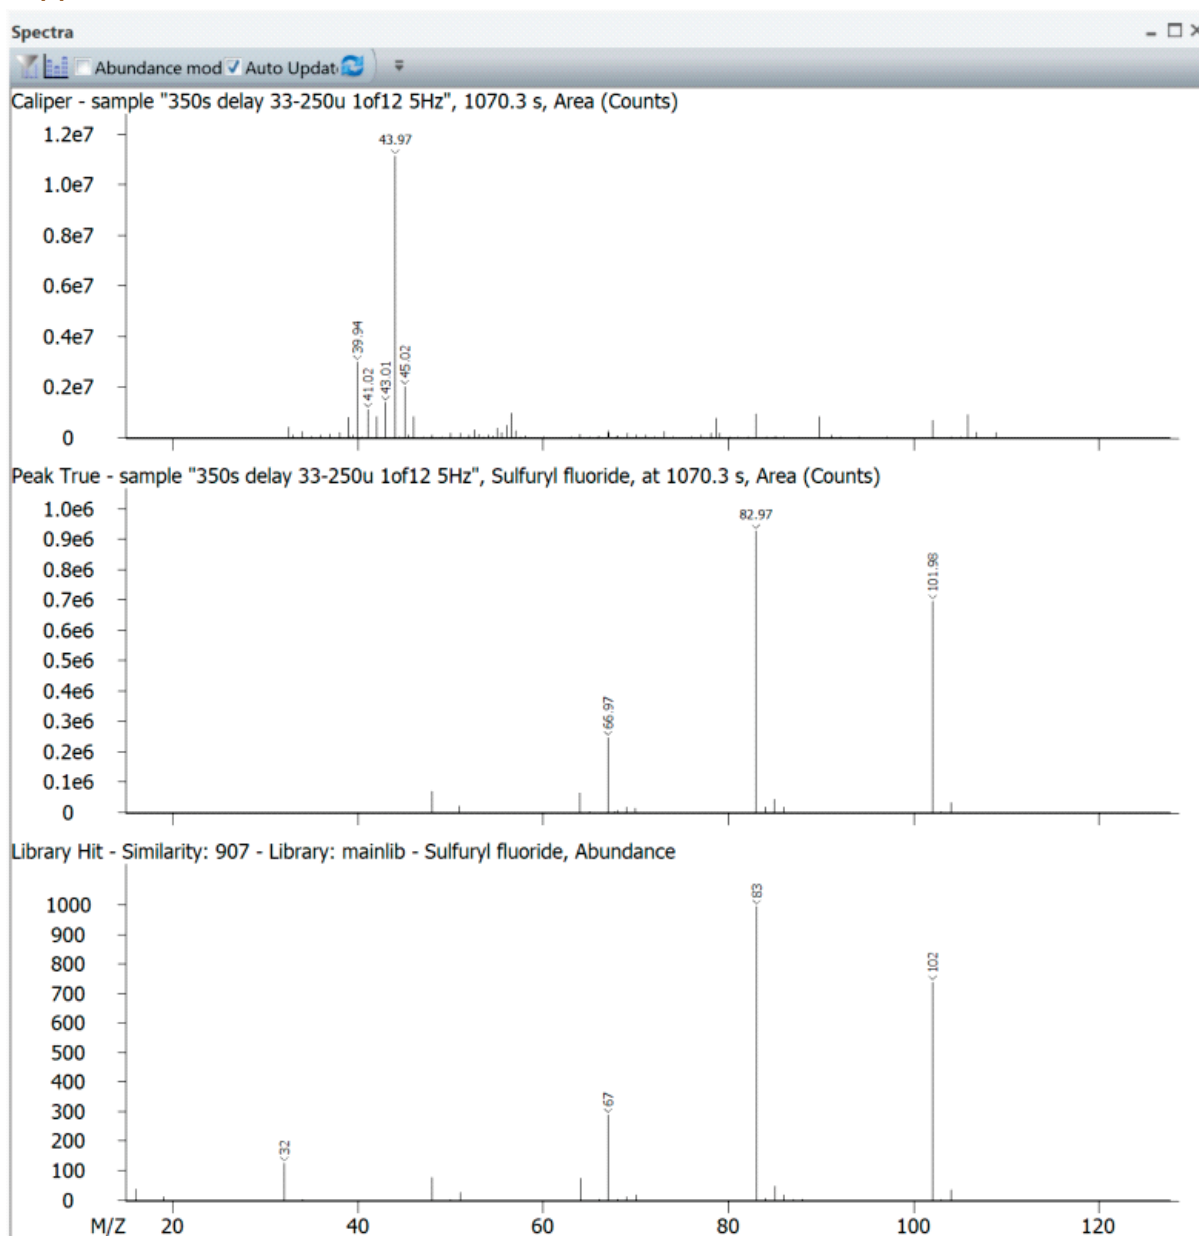 Spectra
Abundance mod Auto Updat
Caliper - sample "350s delay 33-250u 1of12 5Hz", 1070.3 s, Area (Counts)
1.2e7
1.0e7
0.8e7
0.6e7
0.4e7
0.2e7
0
43.97
39.94
41.02
43.01
45.02
Peak True - sample "350s delay 33-250u 1of12 5Hz", Sulfuryl fluoride, at 1070.3 s, Area (Counts)
1.0e6
0.9e6
0.8e6
0.7e6
0.6e6
0.5e6
0.4e6
0.3e6
0.2e6
0.1e6
0
66.97
82.97
101.98
Library Hit - Similarity: 907 - Library: mainlib - Sulfuryl fluoride, Abundance
1000
900
800
700
600
500
400
300
200
100
0
32
67
83
102
M/Z 20 40 60 80 100 120